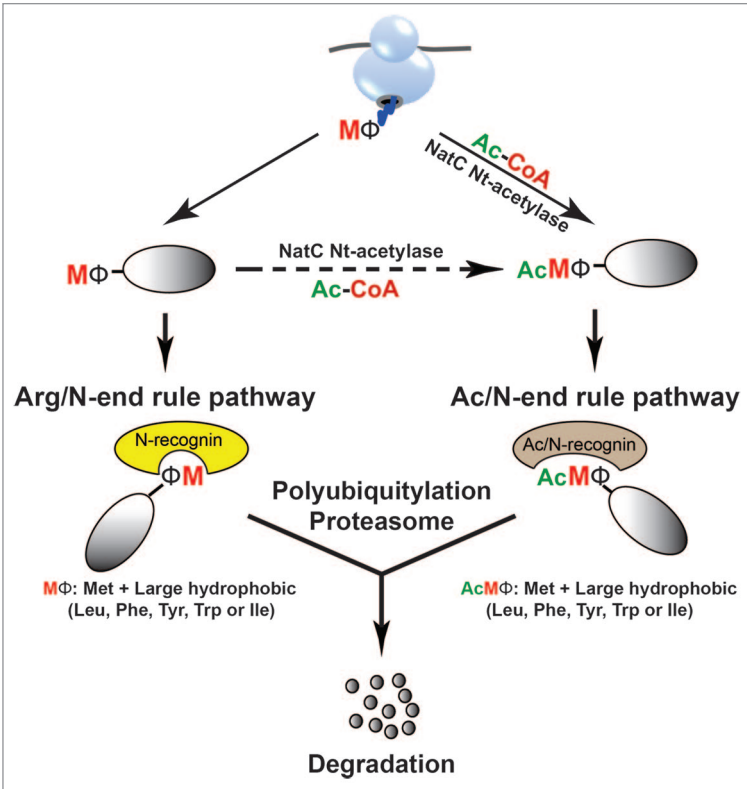 MΦ
Ac-CoA
NatC Nt-acetylase
MΦ
NatC Nt-acetylase
Ac-CoA
AcMΦ
Arg/N-end rule pathway
Ac/N-end rule pathway
N-recognin
Ac/N-recognin
ΦM
AcMΦ
Polyubiquitylation
Proteasome
MΦ: Met + Large hydrophobic
(Leu, Phe, Tyr, Trp or Ile)
AcMΦ: Met + Large hydrophobic
(Leu, Phe, Tyr, Trp or Ile)
Degradation